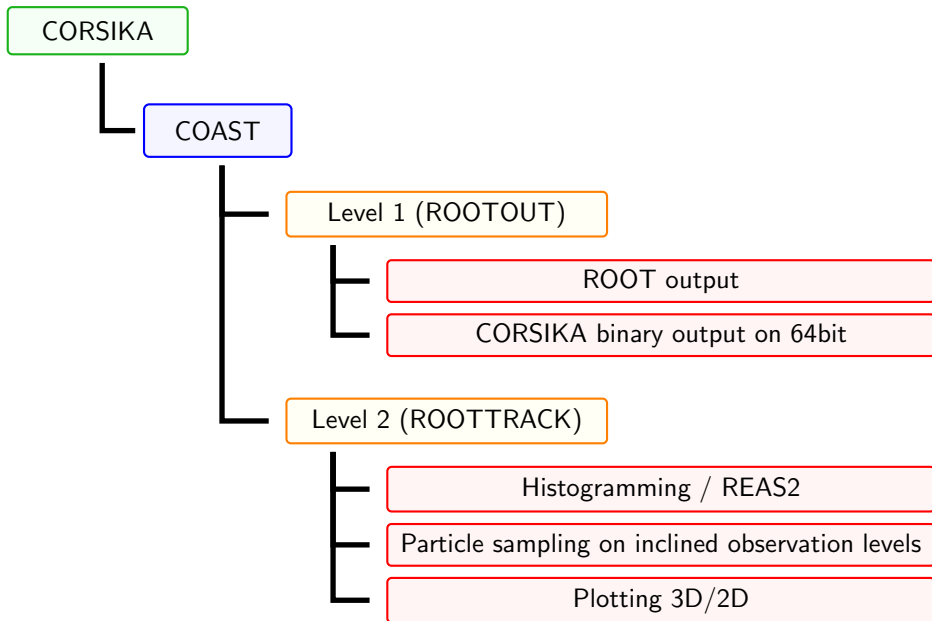 CORSIKA
COAST
Level 1 (ROOTOUT)
ROOT output
CORSIKA binary output on 64bit
Level 2 (ROOTTRACK)
Histogramming / REAS2
Particle sampling on inclined observation levels
Plotting 3D/2D